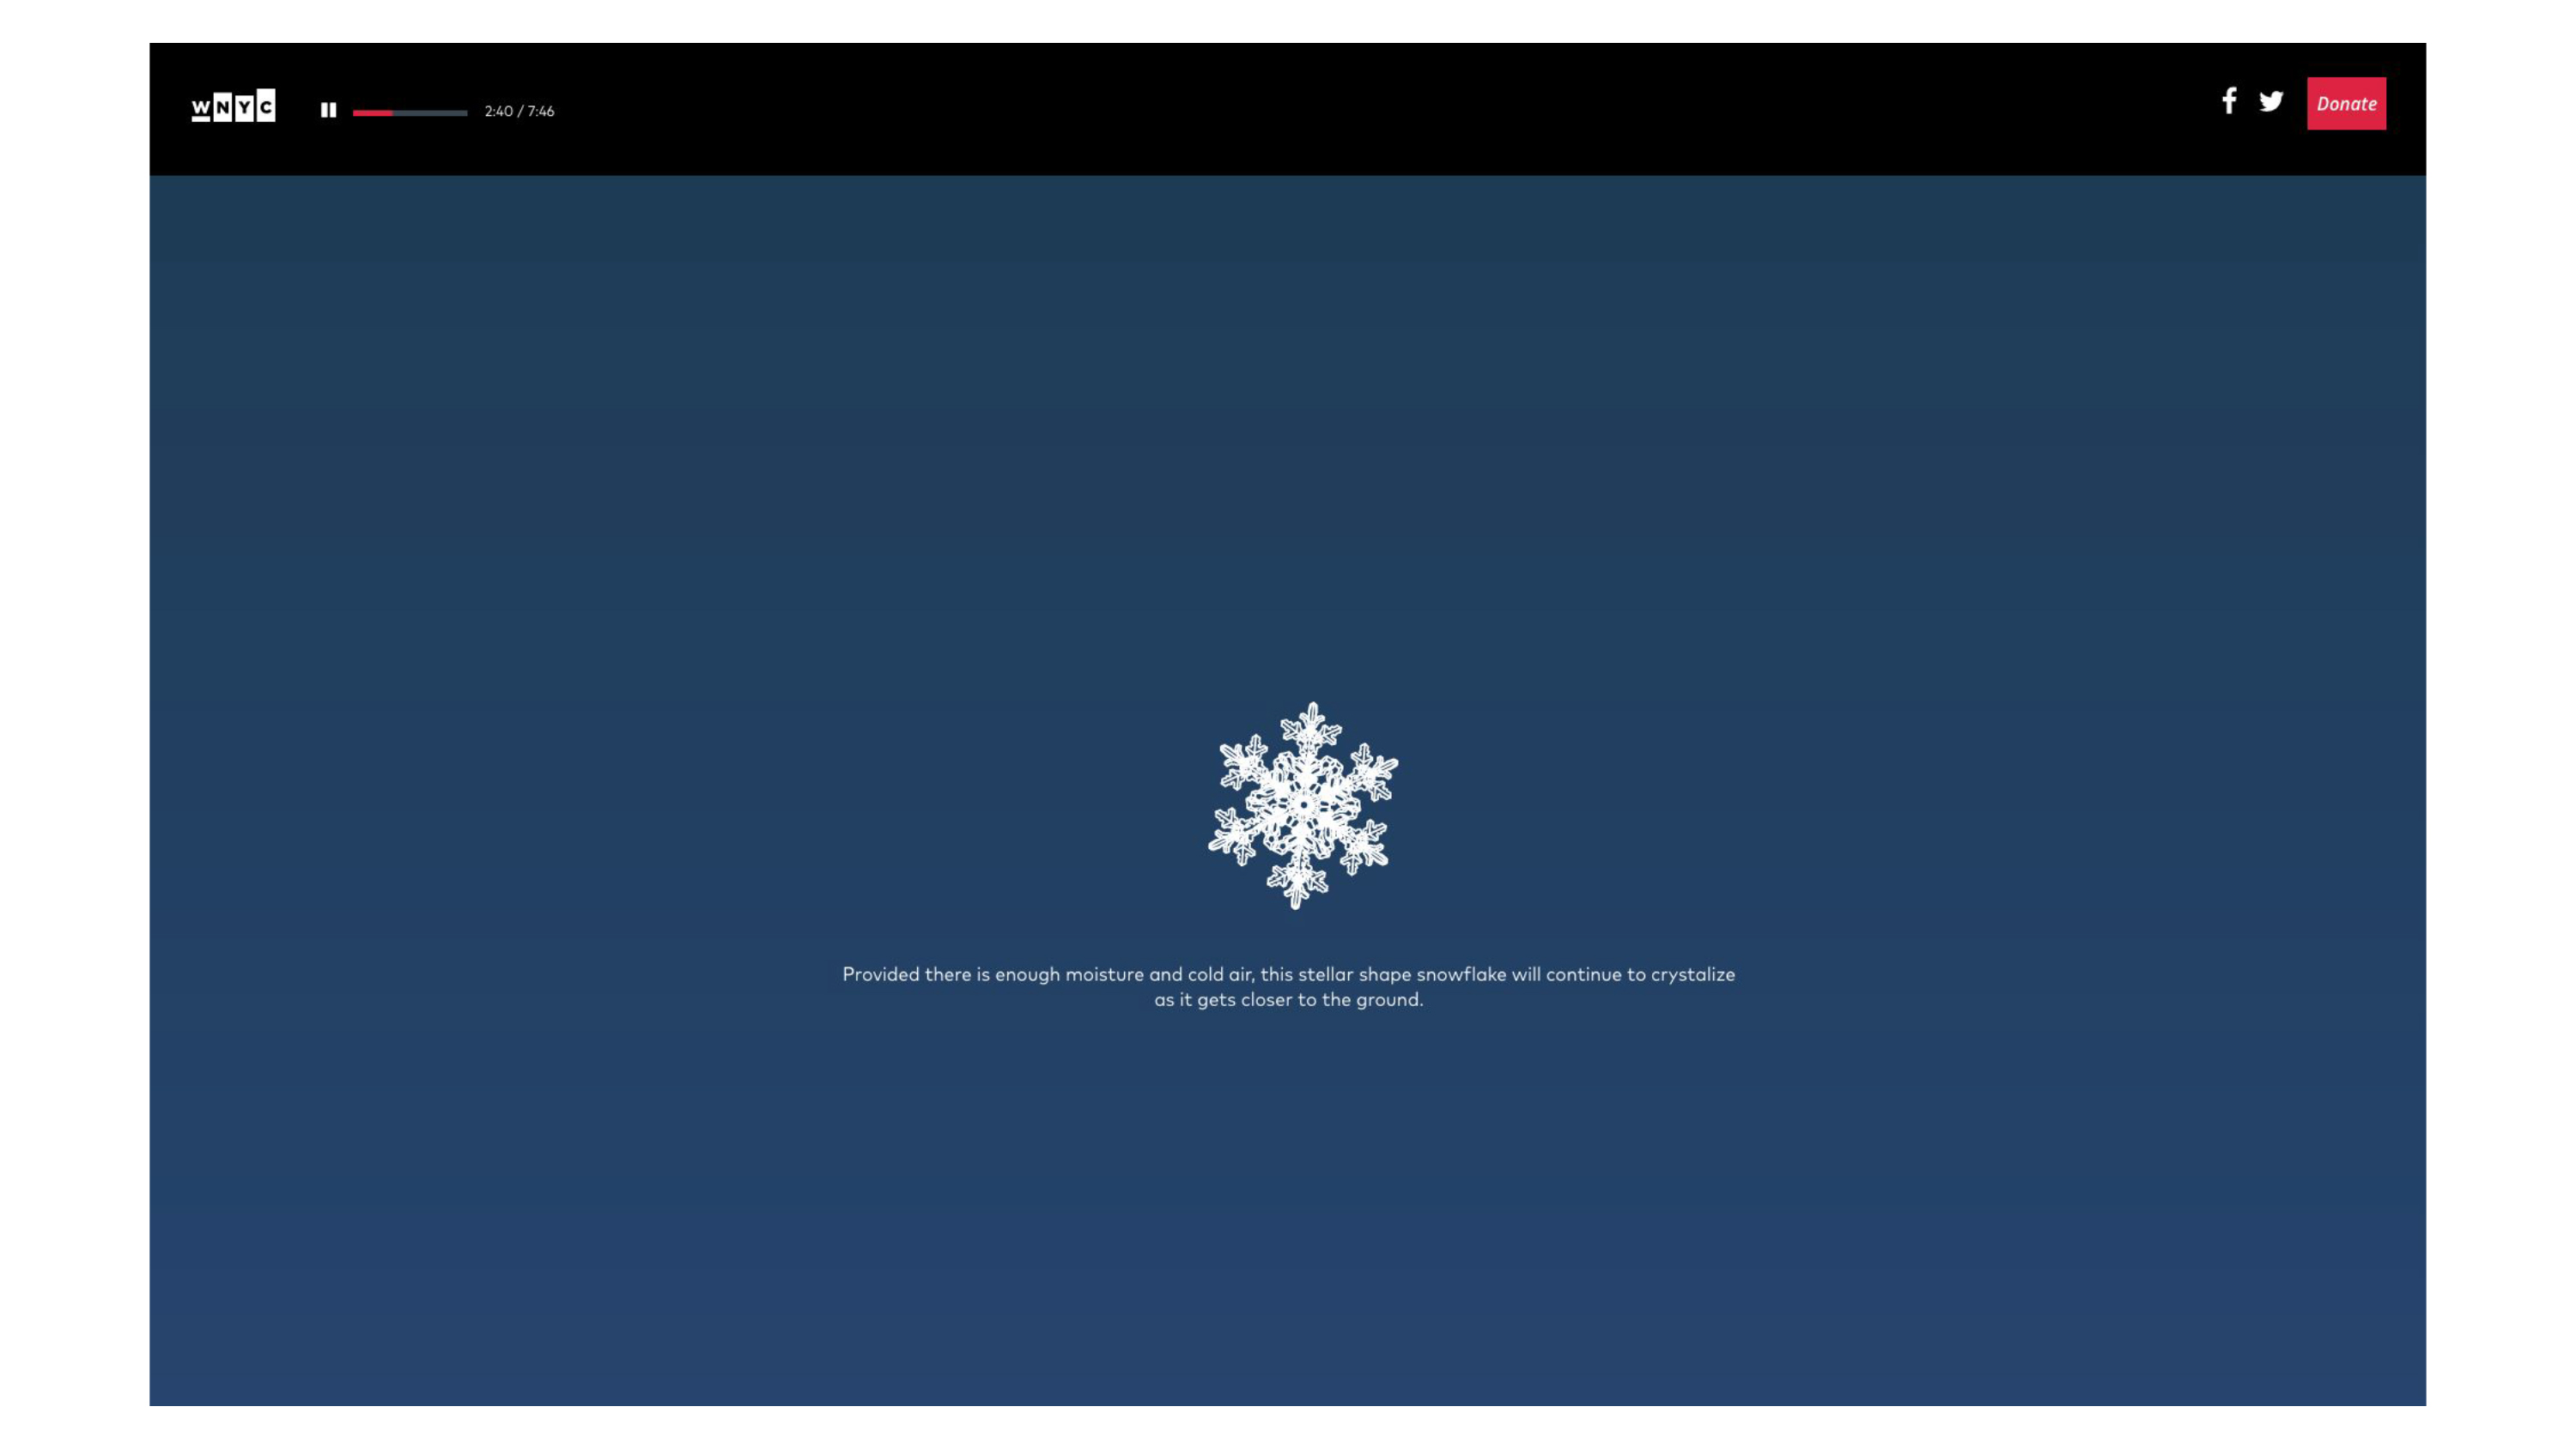 WNYC
2:40 / 7:46
Donate
Provided there is enough moisture and cold air, this stellar shape snowflake will continue to crystalize
as it gets closer to the ground.